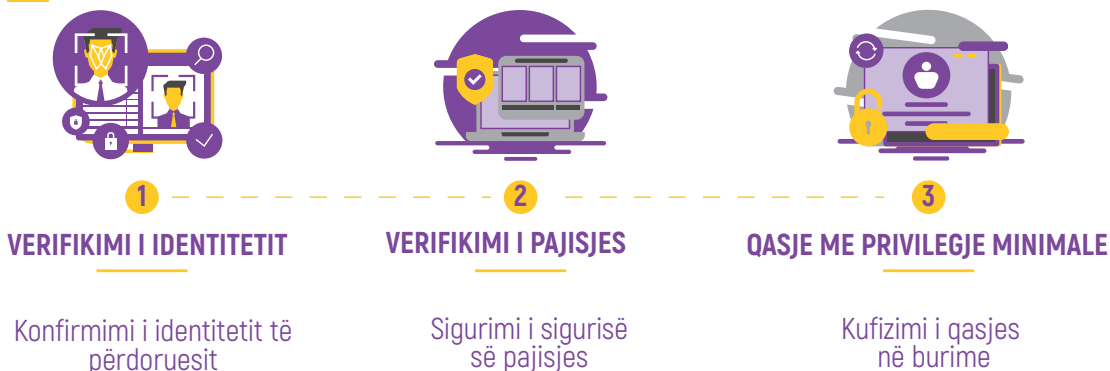 1
2
3
VERIFIKIMI I IDENTITETIT
VERIFIKIMI I PAJISJES
QASJE ME PRIVILEGJE MINIMALE
Konfirmimi i identitetit të
përdoruesit
Sigurimi i sigurisë
së pajisjes
Kufizimi i qasjes
në burime